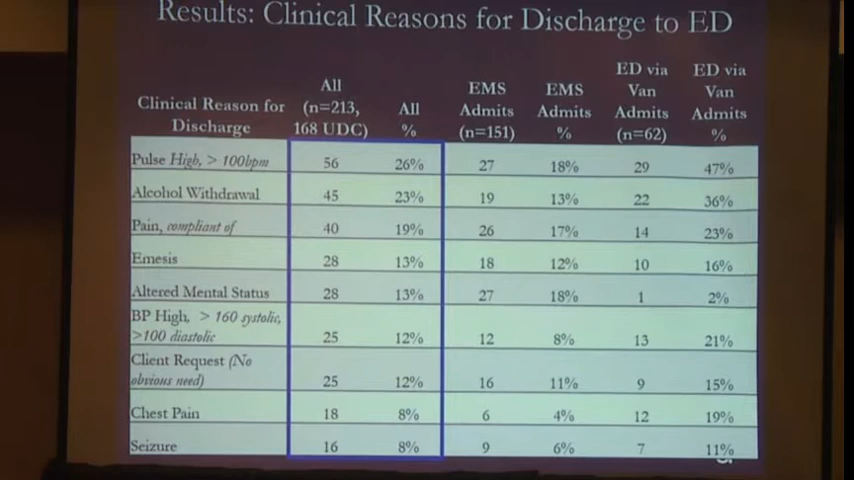 Results: Clinical Reasons for Discharge to ED
Clinical Reason for Discharge | All (n=213, 168 UDC) | All % | EMS Admits (n=151) | EMS Admits % | ED via Van Admits (n=62) | ED via Van Admits %
Pulse High, > 100bpm | 56 | 26% | 27 | 18% | 29 | 47%
Alcohol Withdrawal | 45 | 23% | 19 | 13% | 22 | 36%
Pain, compliant of | 40 | 19% | 26 | 17% | 14 | 23%
Emesis | 28 | 13% | 18 | 12% | 10 | 16%
Altered Mental Status | 28 | 13% | 27 | 18% | 1 | 2%
BP High, > 160 systolic, >100 diastolic | 25 | 12% | 12 | 8% | 13 | 21%
Client Request (No obvious need) | 25 | 12% | 16 | 11% | 9 | 15%
Chest Pain | 18 | 8% | 6 | 4% | 12 | 19%
Seizure | 16 | 8% | 9 | 6% | 7 | 11%